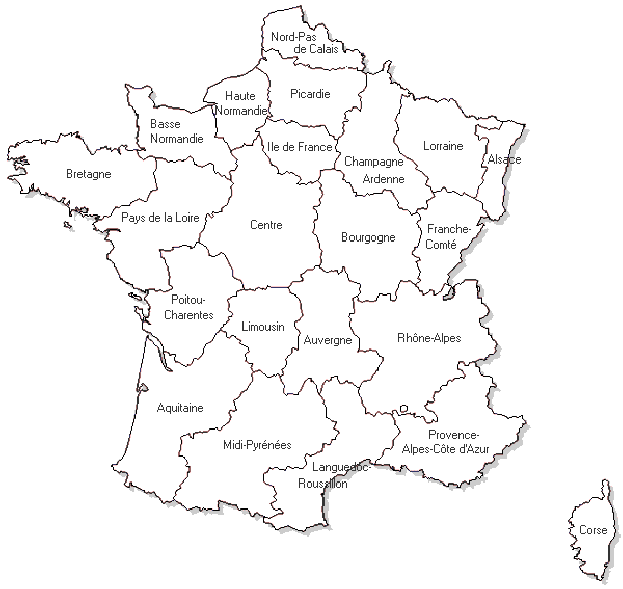 Nord-Pas
de Calais
Haute
Normandie
Picardie
Basse
Normandie
Ile de France
Champagne
Ardenne
Lorraine
Alsace
Bretagne
Pays de la Loire
Centre
Bourgogne
Franche-
Comté
Poitou-
Charentes
Limousin
Auvergne
Rhône-Alpes
Aquitaine
Midi-Pyrénées
Languedoc-
Roussillon
Provence-
Alpes-Côte d'Azur
Corse